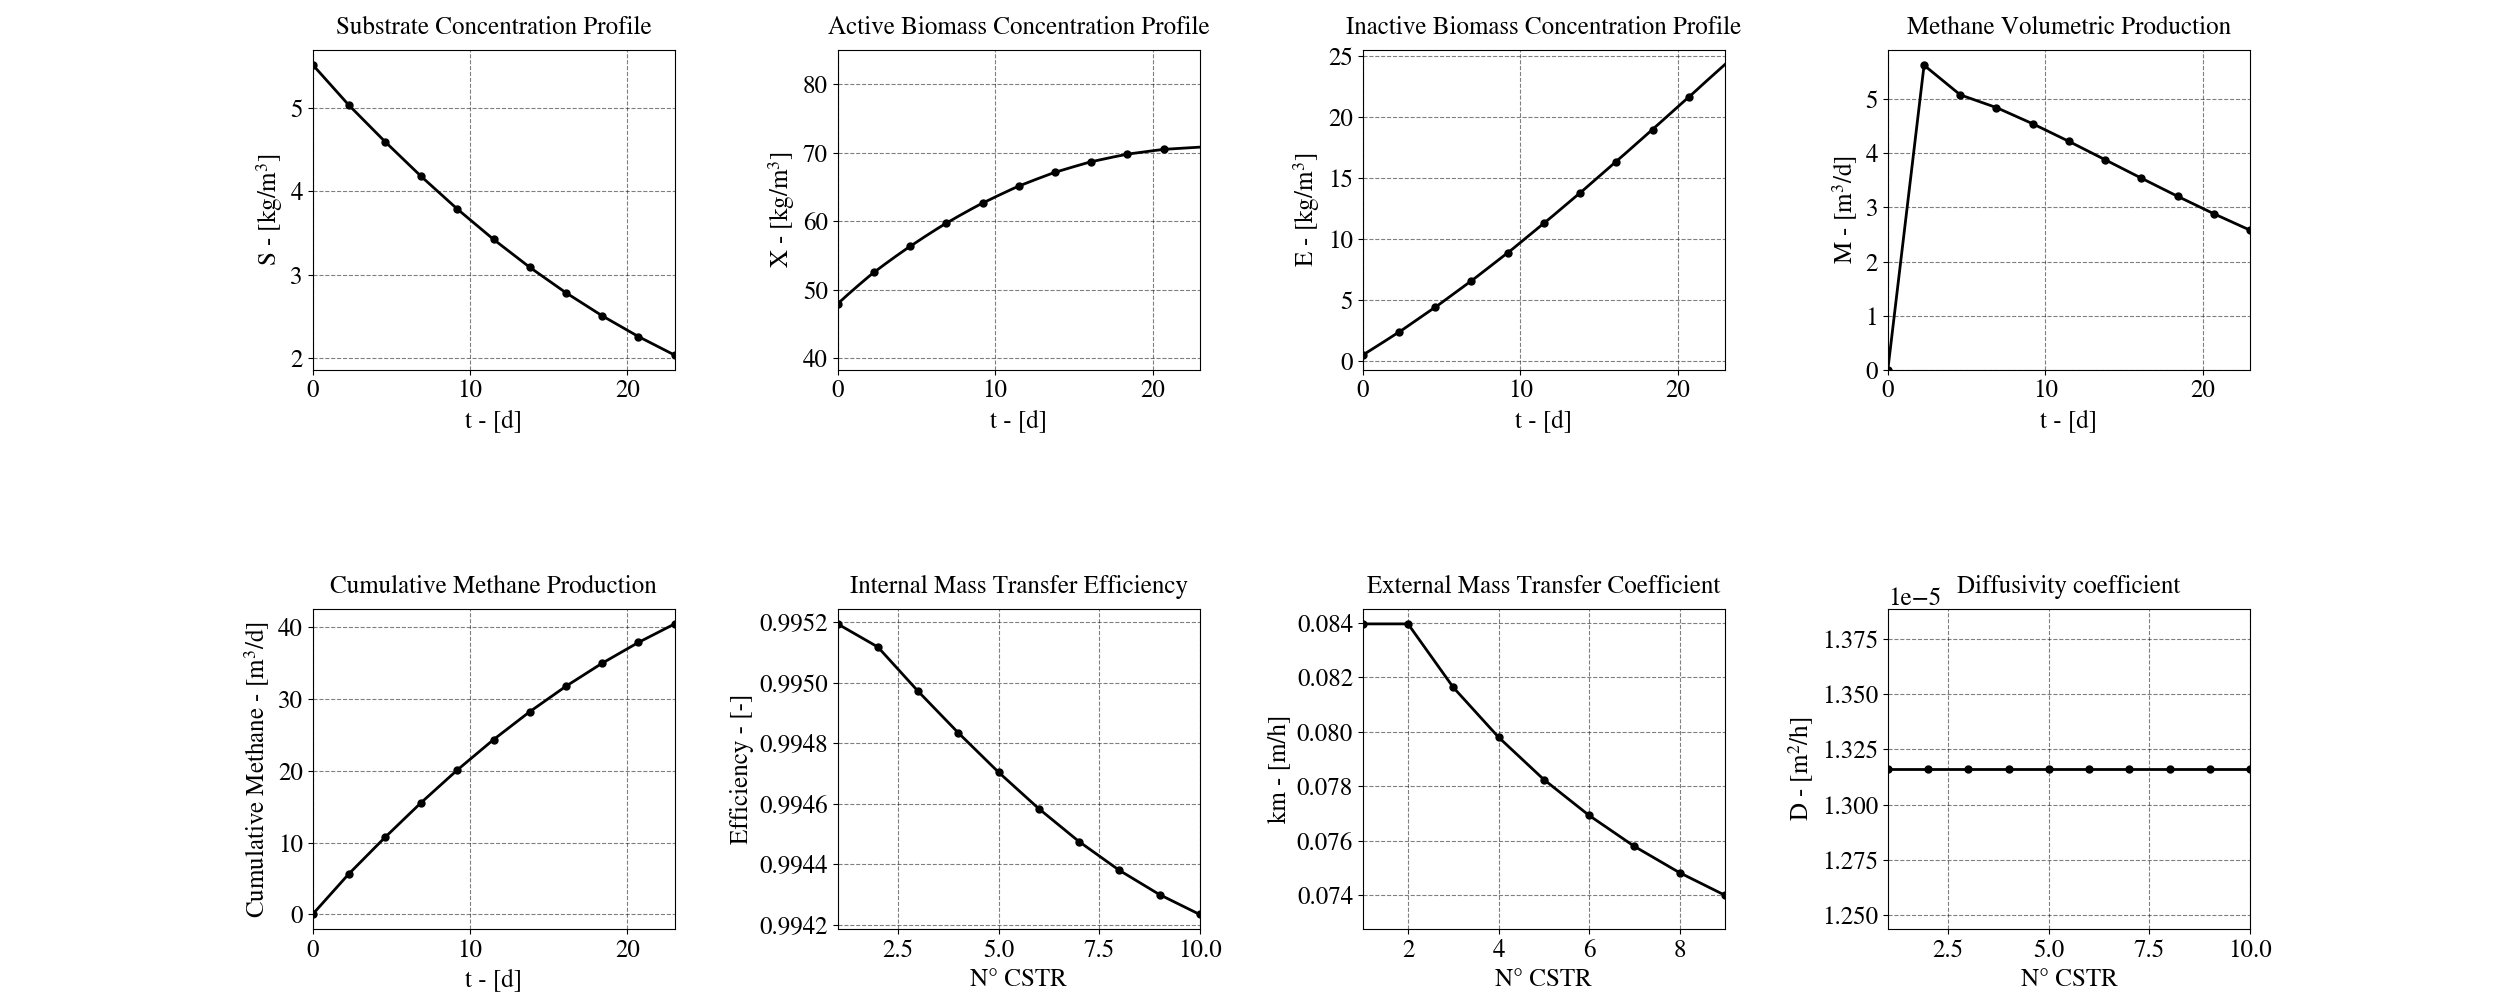 Substrate Concentration Profile
5
4
3
2
S - [kg/m³]
0 10 20
t - [d]
Active Biomass Concentration Profile
80
70
60
50
40
X - [kg/m³]
0 10 20
t - [d]
Inactive Biomass Concentration Profile
25
20
15
10
5
0
E - [kg/m³]
0 10 20
t - [d]
Methane Volumetric Production
5
4
3
2
1
0
M - [m³/d]
0 10 20
t - [d]
Cumulative Methane Production
40
30
20
10
0
Cumulative Methane - [m³/d]
0 10 20
t - [d]
Internal Mass Transfer Efficiency
0.9952
0.9950
0.9948
0.9946
0.9944
0.9942
Efficiency - [-]
2.5 5.0 7.5 10.0
N° CSTR
External Mass Transfer Coefficient
0.084
0.082
0.080
0.078
0.076
0.074
km - [m/h]
2 4 6 8
N° CSTR
Diffusivity coefficient
1e−5
1.375
1.350
1.325
1.300
1.275
1.250
D - [m²/h]
2.5 5.0 7.5 10.0
N° CSTR